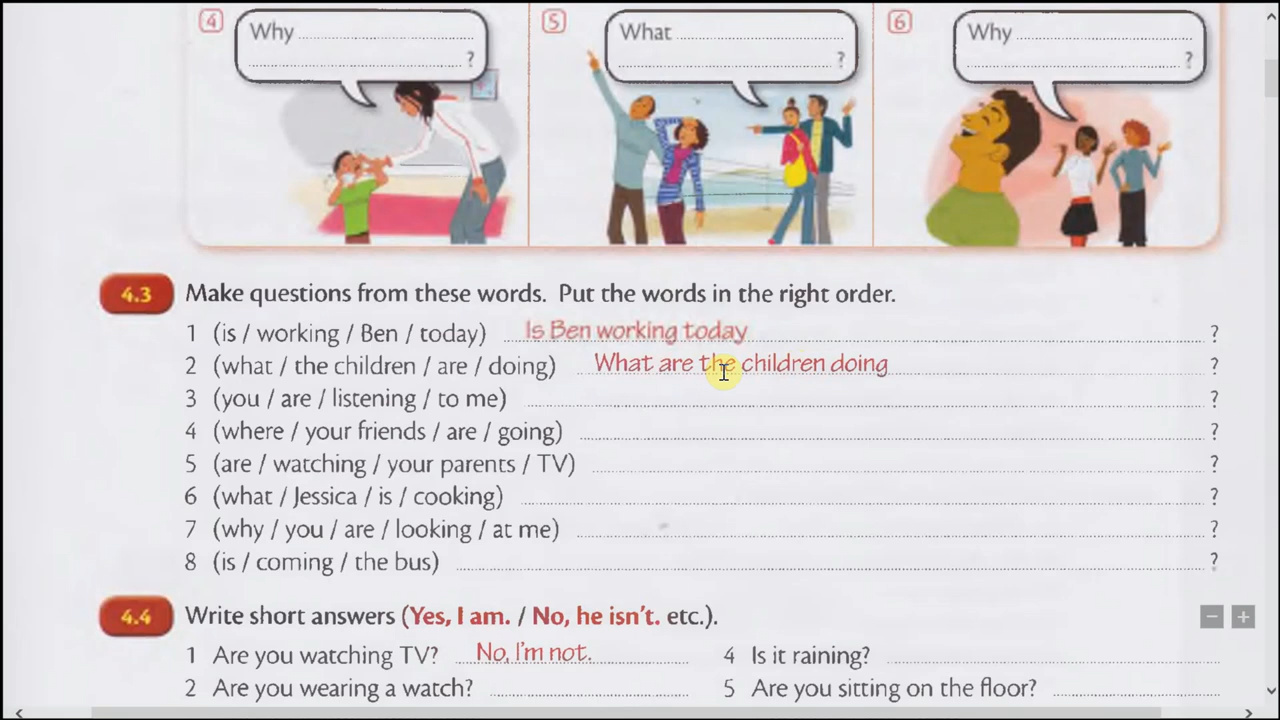 4 Why ?
5 What ?
6 Why ?
4.3 Make questions from these words. Put the words in the right order.
1 (is / working / Ben / today) Is Ben working today ?
2 (what / the children / are / doing) What are the children doing ?
3 (you / are / listening / to me) ?
4 (where / your friends / are / going) ?
5 (are / watching / your parents / TV) ?
6 (what / Jessica / is / cooking) ?
7 (why / you / are / looking / at me) ?
8 (is / coming / the bus) ?
4.4 Write short answers (Yes, I am. / No, he isn't. etc.).
1 Are you watching TV? No, I'm not.
4 Is it raining?
2 Are you wearing a watch?
5 Are you sitting on the floor?